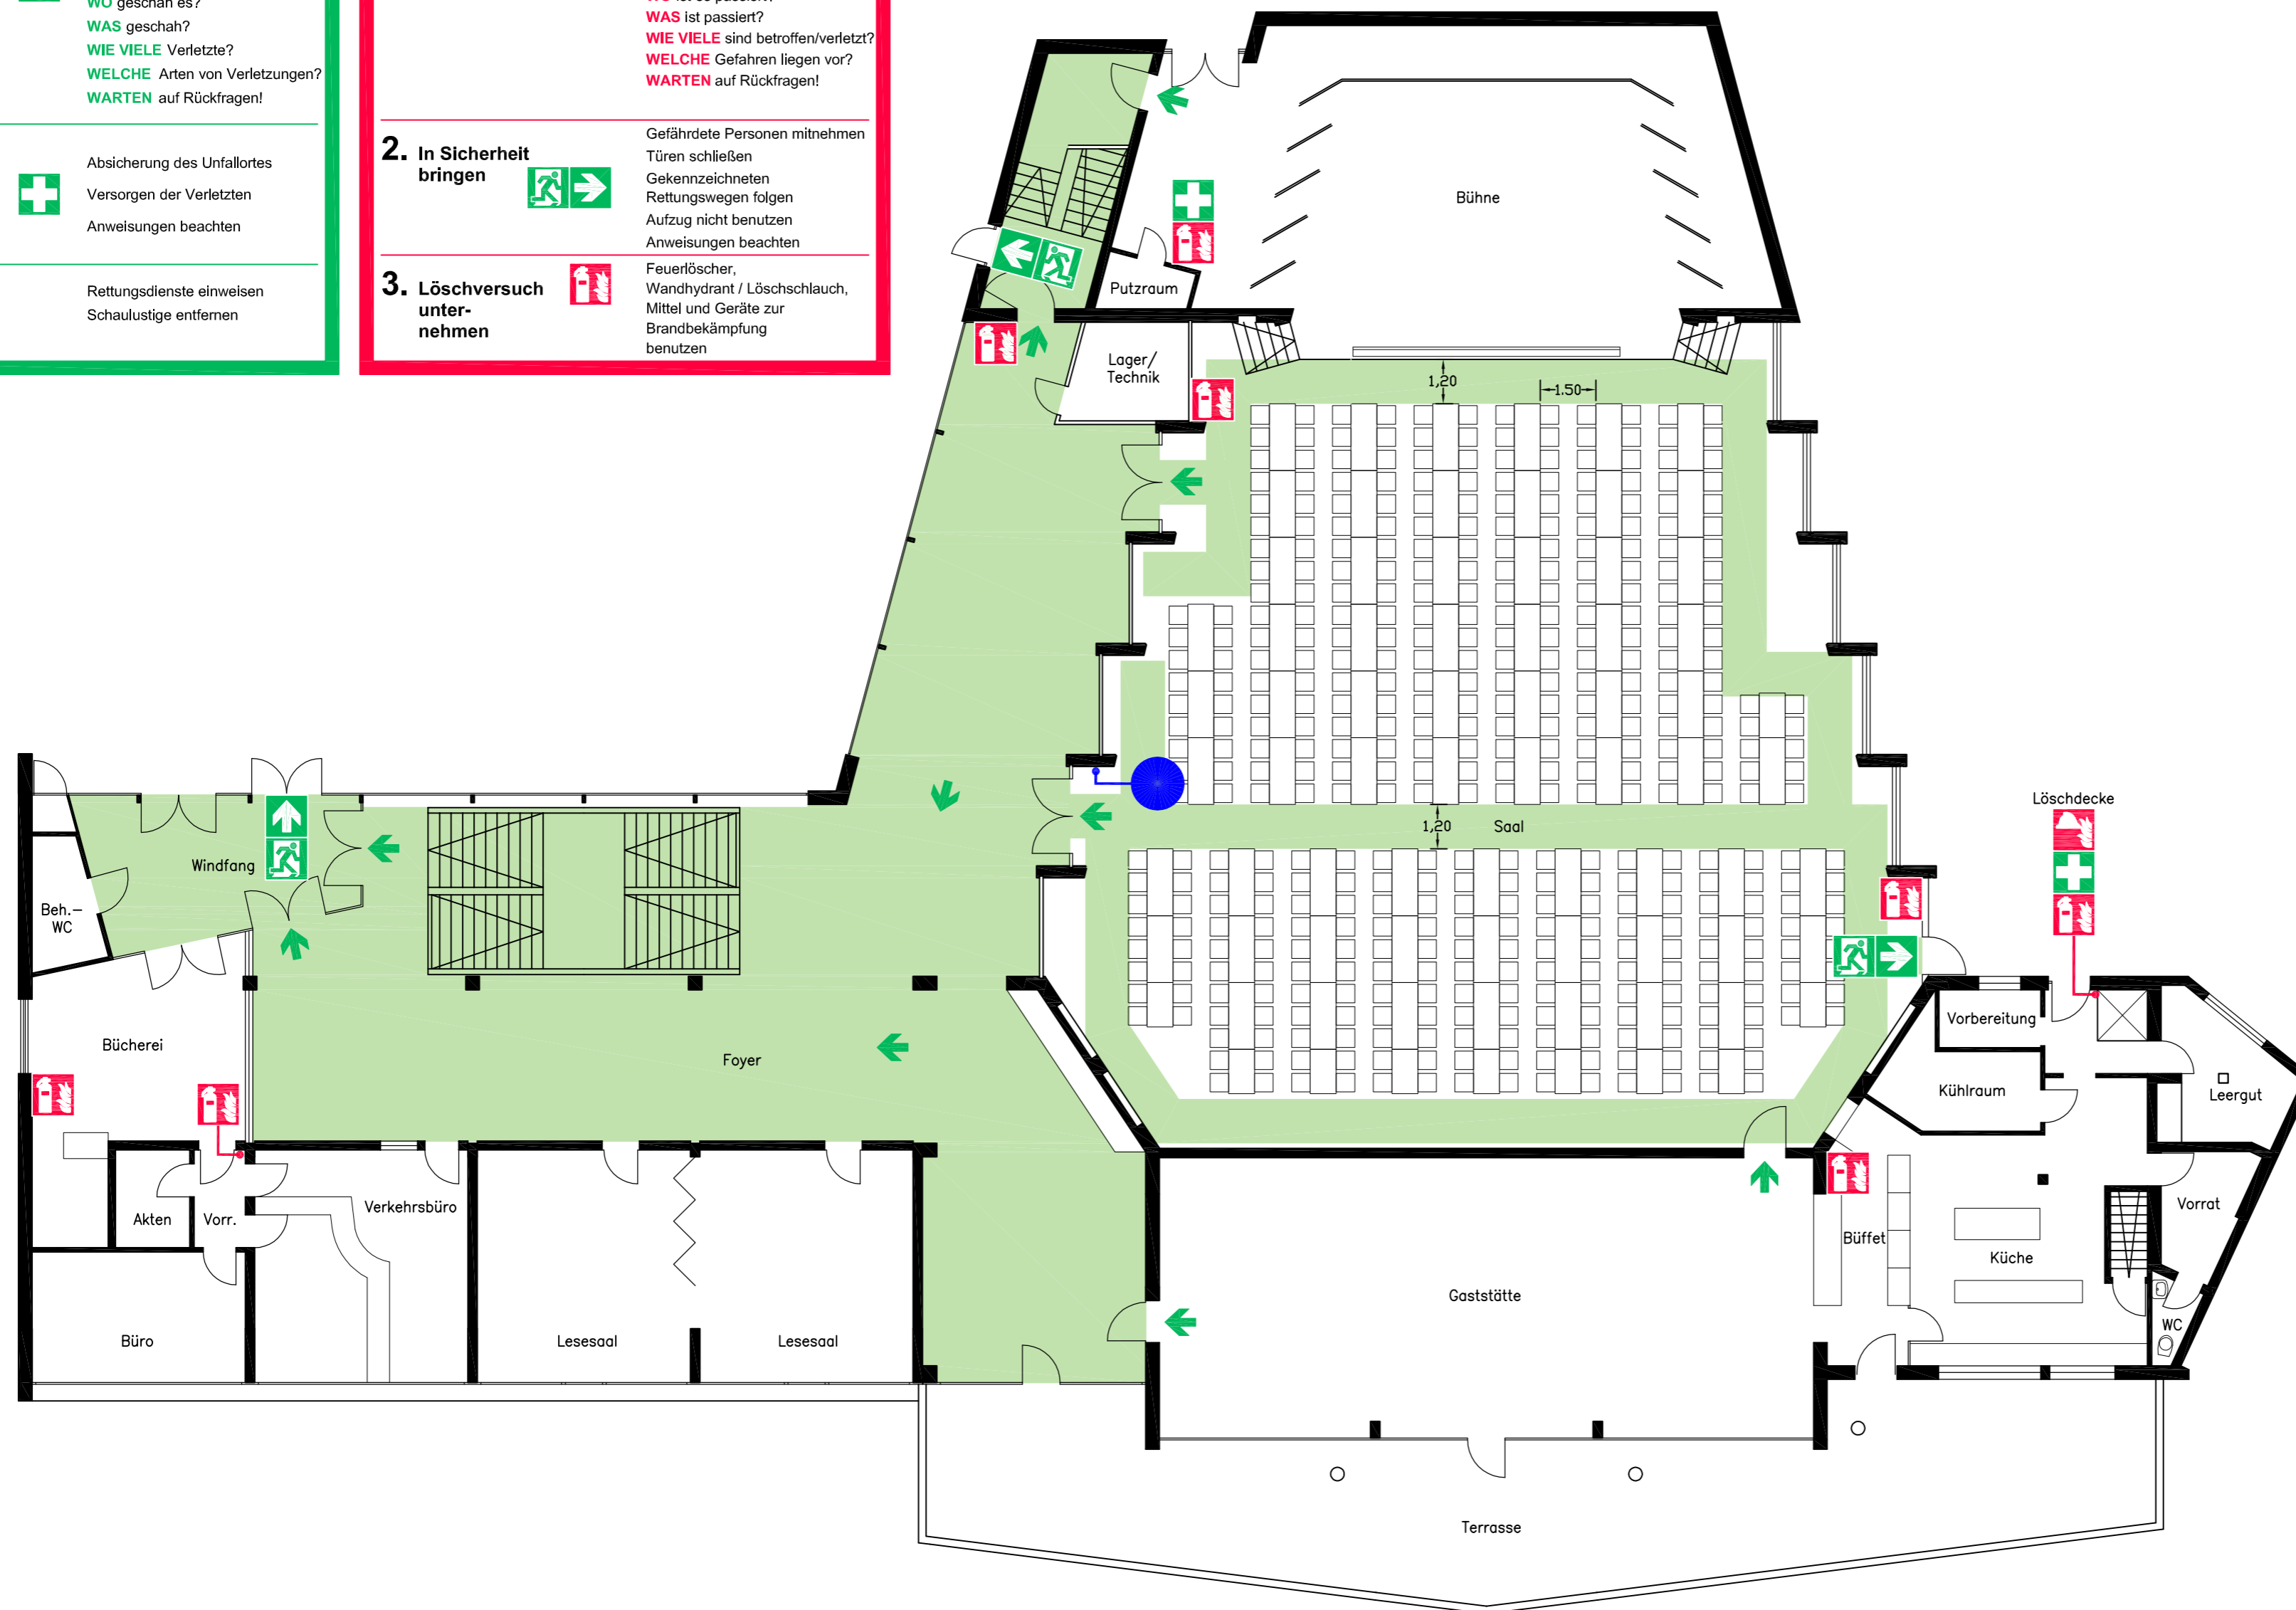 WO geschah es?
WAS geschah?
WIE VIELE Verletzte?
WELCHE Arten von Verletzungen?
WARTEN auf Rückfragen!
Absicherung des Unfallortes
Versorgen der Verletzten
Anweisungen beachten
Rettungsdienste einweisen
Schaulustige entfernen
WO ist es passiert?
WAS ist passiert?
WIE VIELE sind betroffen/verletzt?
WELCHE Gefahren liegen vor?
WARTEN auf Rückfragen!
2. In Sicherheit
bringen
Gefährdete Personen mitnehmen
Türen schließen
Gekennzeichneten
Rettungswegen folgen
Aufzug nicht benutzen
Anweisungen beachten
3. Löschversuch
unter-
nehmen
Feuerlöscher,
Wandhydrant / Löschschlauch,
Mittel und Geräte zur
Brandbekämpfung
benutzen
Bühne
Putzraum
Lager/
Technik
1,20
1.50
1,20
Saal
Löschdecke
Windfang
Beh.–
WC
Bücherei
Foyer
Vorbereitung
Kühlraum
Leergut
Akten
Vorr.
Verkehrsbüro
Vorrat
Büffet
Küche
Gaststätte
WC
Büro
Lesesaal
Lesesaal
Terrasse